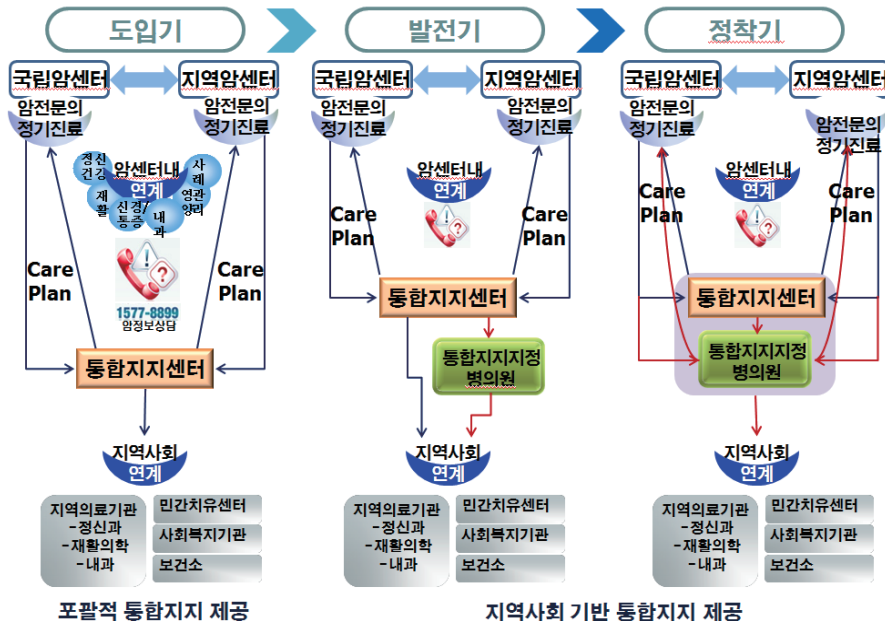 도입기
발전기
정착기
국립암센터
지역암센터
암전문의
정기진료
암전문의
정기진료
암센터내
연계
정신
건강
재활
신경/
통증
내과
영양
사례
관리
Care
Plan
Care
Plan
1577-8899
암정보상담
통합지지센터
지역사회
연계
지역의료기관
-정신과
-재활의학
-내과
민간치유센터
사회복지기관
보건소
포괄적 통합지지 제공
국립암센터
지역암센터
암전문의
정기진료
암전문의
정기진료
암센터내
연계
Care
Plan
Care
Plan
통합지지센터
통합지지지정
병의원
지역사회
연계
지역의료기관
-정신과
-재활의학
-내과
민간치유센터
사회복지기관
보건소
국립암센터
지역암센터
암전문의
정기진료
암전문의
정기진료
암센터내
연계
Care
Plan
Care
Plan
통합지지센터
통합지지지정
병의원
지역사회
연계
지역의료기관
-정신과
-재활의학
-내과
민간치유센터
사회복지기관
보건소
지역사회 기반 통합지지 제공